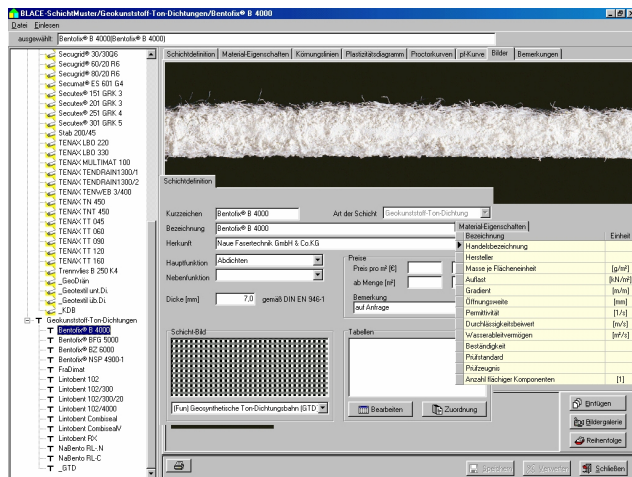 BLACE-SchichtMuster/Geokunststoff-Ton-Dichtungen/Bentofix® B 4000
Datei Einlesen
ausgewählt: Bentofix® B 4000(Bentofix® B 4000)
Secugrid® 30/30Q6
Secugrid® 60/20 R6
Secugrid® 80/20 R6
Secumat® ES 601 G4
Secutex® 151 GRK 3
Secutex® 201 GRK 3
Secutex® 251 GRK 4
Secutex® 301 GRK 5
Stab 200/45
TENAX LBO 220
TENAX LBO 330
TENAX MULTIMAT 100
TENAX TENDRAIN1300/1
TENAX TENDRAIN1300/2
TENAX TENWEB 3/400
TENAX TN 450
TENAX TNT 450
TENAX TT 045
TENAX TT 060
TENAX TT 090
TENAX TT 120
TENAX TT 160
Trennvlies B 250 K4
_GeoDrän
_Geotextil unt.Di.
_Geotextil üb.Di.
_KDB
Geokunststoff-Ton-Dichtungen
Bentofix® B 4000
Bentofix® BFG 5000
Bentofix® BZ 6000
Bentofix® NSP 4900-1
FraDimat
Lintobent 102
Lintobent 102/300
Lintobent 102/300/20
Lintobent 102/4000
Lintobent Combiseal
Lintobent CombisealV
Lintobent RX
NaBento RL-.N
NaBento RL-C
_GTD
Schichtdefinition Material-Eigenschaften Körnungslinien Plastizitätsdiagramm Proctorkurven pf-Kurve Bilder Bemerkungen
Schichtdefinition
Kurzzeichen Bentofix® B 4000 Art der Schicht Geokunststoff-Ton-Dichtung
Bezeichnung Bentofix® B 4000
Herkunft Naue Fasertechnik GmbH & Co.KG
Hauptfunktion Abdichten
Nebenfunktion
Dicke [mm] 7,0 gemäß DIN EN 946-1
Preise
Preis pro m² [€]
ab Menge [m²]
Bemerkung
auf Anfrage
Schicht-Bild
(Fun) Geosynthetische Ton-Dichtungsbahn (GTD
Tabellen
Bearbeiten Zuordnung
Material-Eigenschaften
Bezeichnung Einheit
Handelsbezeichnung
Hersteller
Masse je Flächeneinheit [g/m²]
Auflast [kN/m²
Gradient [m/m]
Öffnungsweite [mm]
Permittivität [1/s]
Durchlässigkeitsbeiwert [m/s]
Wasserableitvermögen [m²/s]
Beständigkeit
Prüfstandard
Prüfzeugnis
Anzahl flächiger Komponenten [1]
Einfügen
Bildergalerie
Reihenfolge
Speichern Verwerfen Schließen